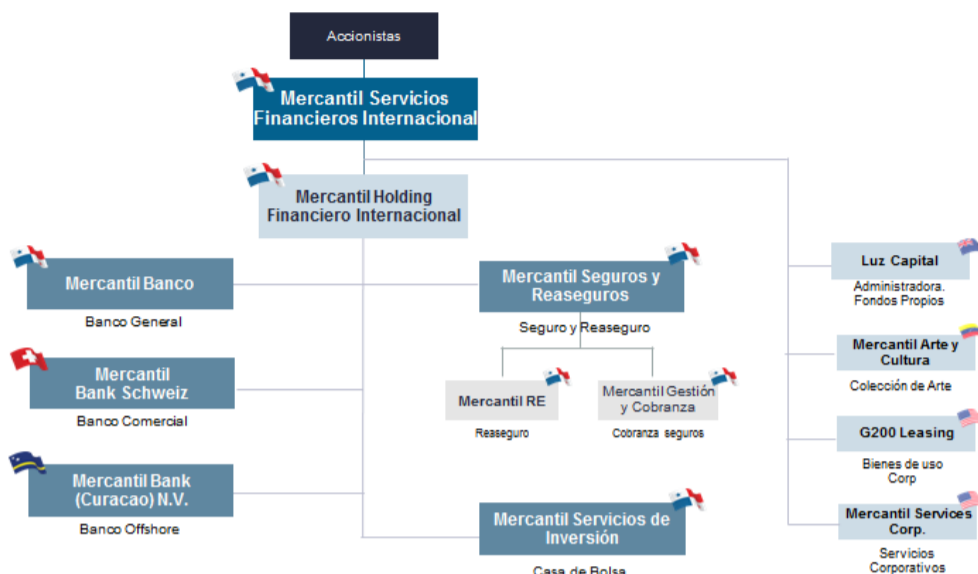 Accionistas
Mercantil Servicios
Financieros Internacional
Mercantil Holding
Financiero Internacional
Mercantil Banco
Banco General
Mercantil
Bank Schweiz
Banco Comercial
Mercantil Bank
(Curacao) N.V.
Banco Offshore
Mercantil Seguros y
Reaseguros
Seguro y Reaseguro
Mercantil RE
Reaseguro
Mercantil Gestión
y Cobranza
Cobranza seguros
Mercantil Servicios de
Inversión
Casa de Bolsa
Luz Capital
Administradora.
Fondos Propios
Mercantil Arte y
Cultura
Colección de Arte
G200 Leasing
Bienes de uso
Corp
Mercantil Services
Corp.
Servicios
Corporativos